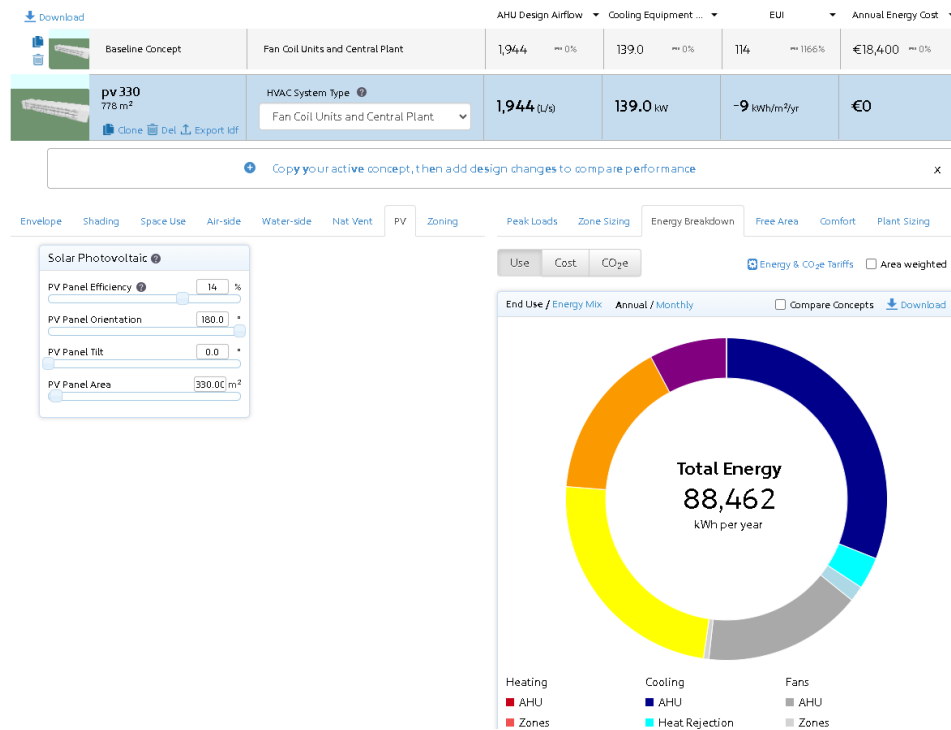 Download
AHU Design Airflow Cooling Equipment ... EUI Annual Energy Cost
Baseline Concept Fan Coil Units and Central Plant 1,944 0% 139.0 0% 114 1166% €18,400 0%
pv 330
778 m²
Clone Del Export Idf
HVAC System Type
Fan Coil Units and Central Plant
1,944 (L/s) 139.0 kW -9 kWh/m²/yr €0
Copy your active concept, then add design changes to compare performance x
Envelope Shading Space Use Air-side Water-side Nat Vent PV Zoning
Solar Photovoltaic
PV Panel Efficiency 14 %
PV Panel Orientation 180.0 °
PV Panel Tilt 0.0 °
PV Panel Area 330.00 m²
Peak Loads Zone Sizing Energy Breakdown Free Area Comfort Plant Sizing
Use Cost CO₂e
Energy & CO₂e Tariffs Area weighted
End Use / Energy Mix Annual / Monthly Compare Concepts Download
Total Energy
88,462
kWh per year
Heating Cooling Fans
AHU AHU AHU
Zones Heat Rejection Zones